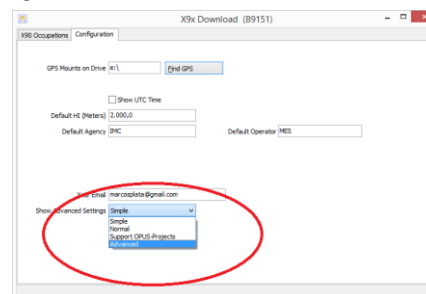 X9x Download (B9151)
X90 Occupations Configuration
GPS Mounts on Drive e:\ Find GPS
Show UTC Time
Default HI (Meters) 2.000,0
Default Agency IMC Default Operator MES
Your Email marcosplata@gmail.com
Show Advanced Settings Simple
Simple
Normal
Support OPUS-Projects
Advanced